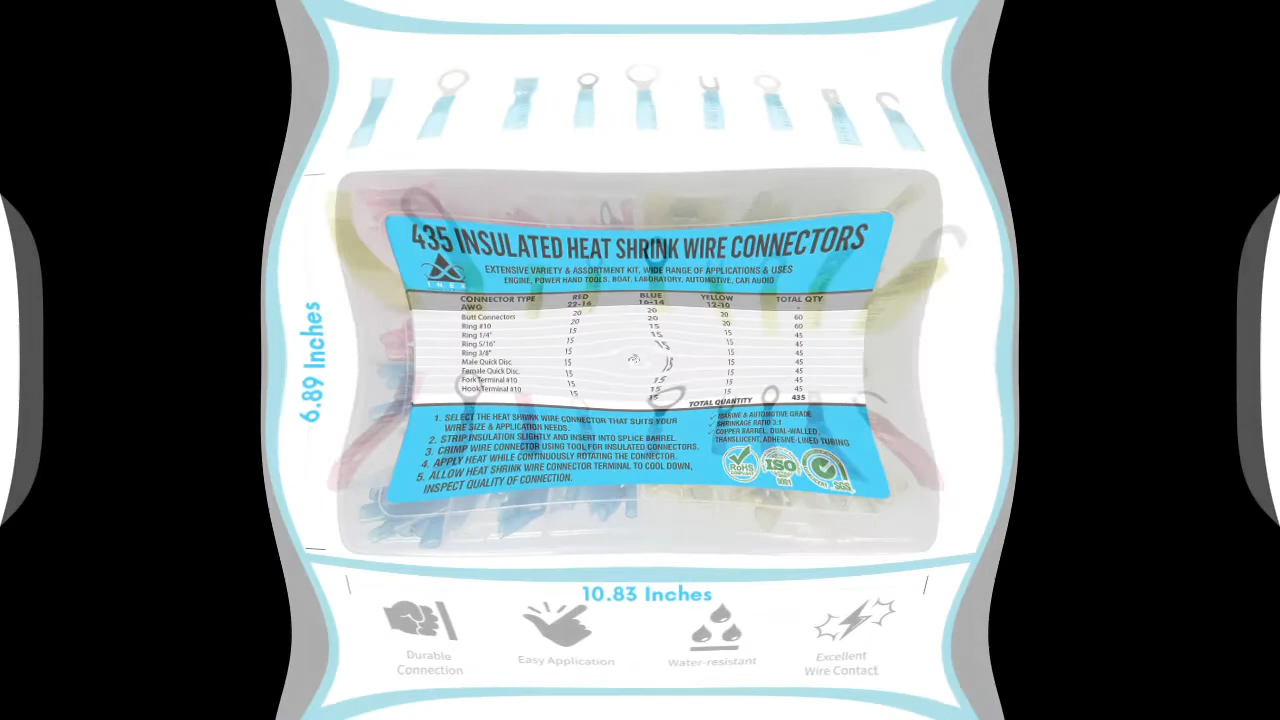 435 INSULATED HEAT SHRINK WIRE CONNECTORS
EXTENSIVE VARIETY & ASSORTMENT KIT, WIDE RANGE OF APPLICATIONS & USES
ENGINE, POWER HAND TOOLS, BOAT, LABORATORY, AUTOMOTIVE, CAR AUDIO
INEX
CONNECTOR TYPE RED BLUE YELLOW TOTAL QTY
AWG 22-16 16-14 12-10
Butt Connectors 20 20 20 60
Ring #10 20 20 20 60
Ring 1/4" 15 15 15 45
Ring 5/16" 15 15 15 45
Ring 3/8" 15 15 15 45
Male Quick Disc. 15 15 15 45
Female Quick Disc. 15 15 15 45
Fork Terminal #10 15 15 15 45
Hook Terminal #10 15 15 15 45
TOTAL QUANTITY 435
1. SELECT THE HEAT SHRINK WIRE CONNECTOR THAT SUITS YOUR
WIRE SIZE & APPLICATION NEEDS.
2. STRIP INSULATION SLIGHTLY AND INSERT INTO SPLICE BARREL.
3. CRIMP WIRE CONNECTOR USING TOOL FOR INSULATED CONNECTORS.
4. APPLY HEAT WHILE CONTINUOUSLY ROTATING THE CONNECTOR.
5. ALLOW HEAT SHRINK WIRE CONNECTOR TERMINAL TO COOL DOWN,
INSPECT QUALITY OF CONNECTION.
✓ MARINE & AUTOMOTIVE GRADE
✓ SHRINKAGE RATIO 3:1
✓ COPPER BARREL, DUAL-WALLED,
TRANSLUCENT, ADHESIVE-LINED TUBING
RoHS
ISO
9001
SGS
6.89 Inches
10.83 Inches
Durable
Connection
Easy Application
Water-resistant
Excellent
Wire Contact